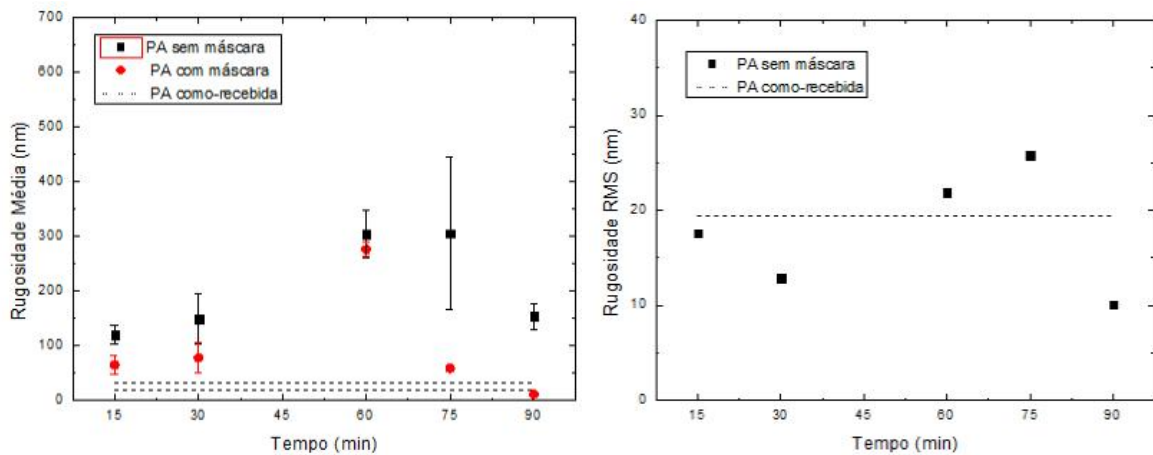 700
600
500
400
300
200
100
0
Rugosidade Média (nm)
PA sem máscara
PA com máscara
PA como-recebida
15 30 45 60 75 90
Tempo (min)
40
30
20
10
0
Rugosidade RMS (nm)
PA sem máscara
PA como-recebida
15 30 45 60 75 90
Tempo (min)